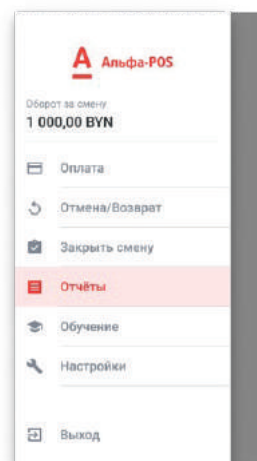 Альфа-POS
Оборот за смену
1 000,00 BYN
Оплата
Отмена/Возврат
Закрыть смену
Отчёты
Обучение
Настройки
Выход